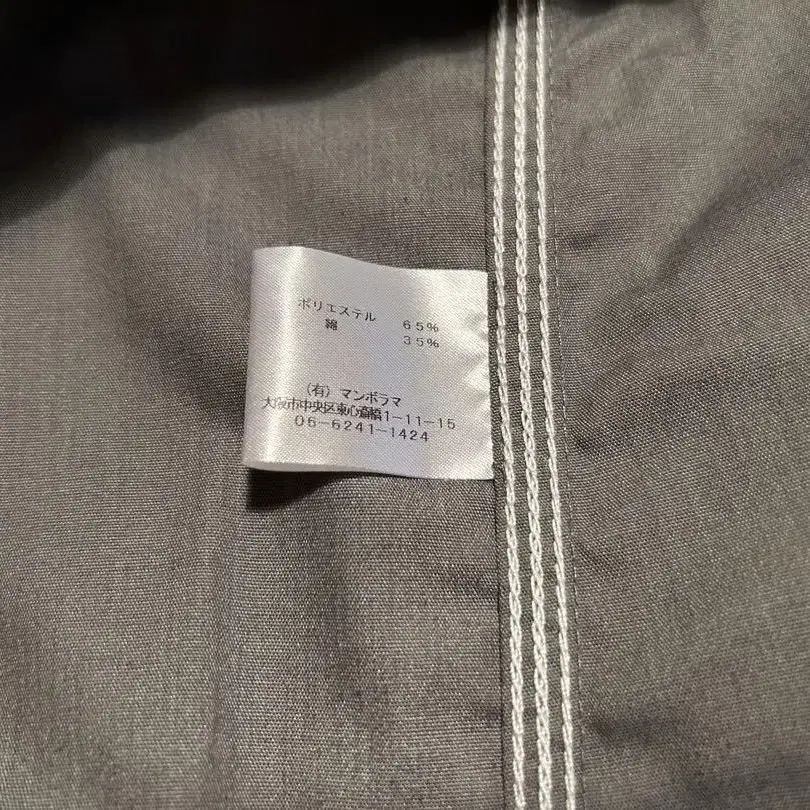 ポリエステル 65%
綿 35%
(有) マンボラマ
大阪市中央区東心斎橋1-11-15
06-6241-1424